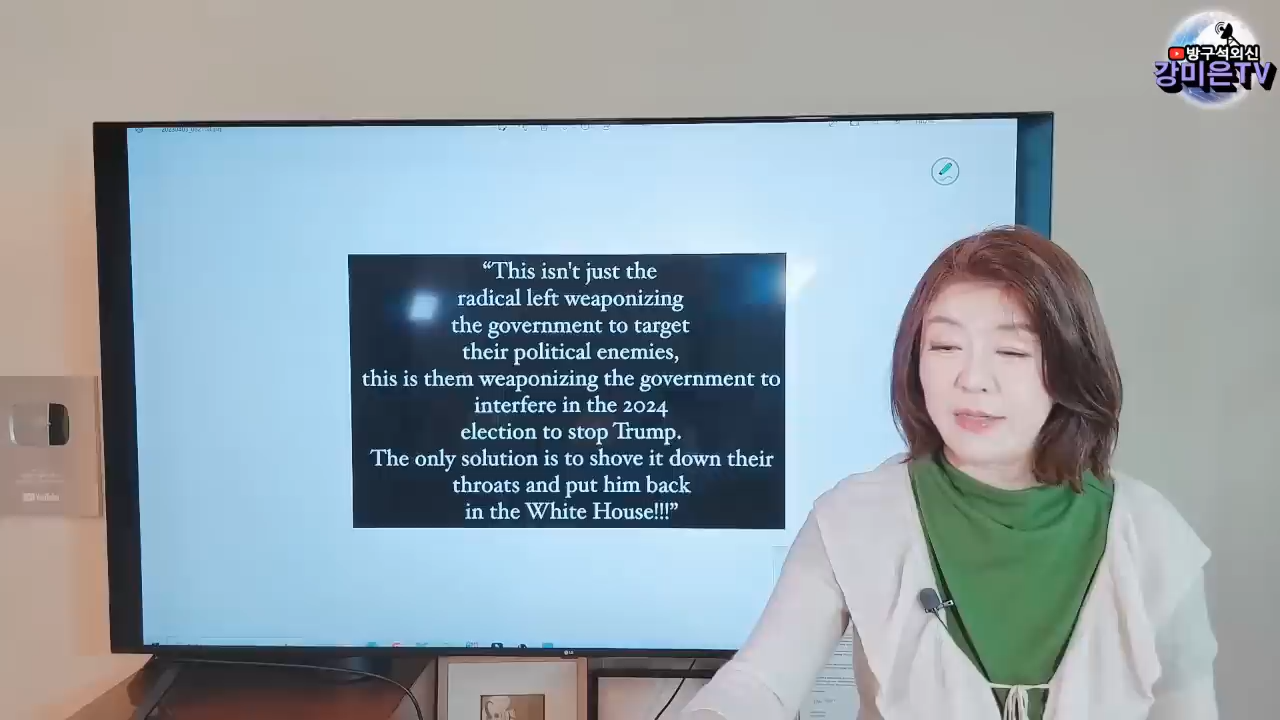 방구석외신
강미은TV
“This isn't just the
radical left weaponizing
the government to target
their political enemies,
this is them weaponizing the government to
interfere in the 2024
election to stop Trump.
The only solution is to shove it down their
throats and put him back
in the White House!!!”
YouTube
LG